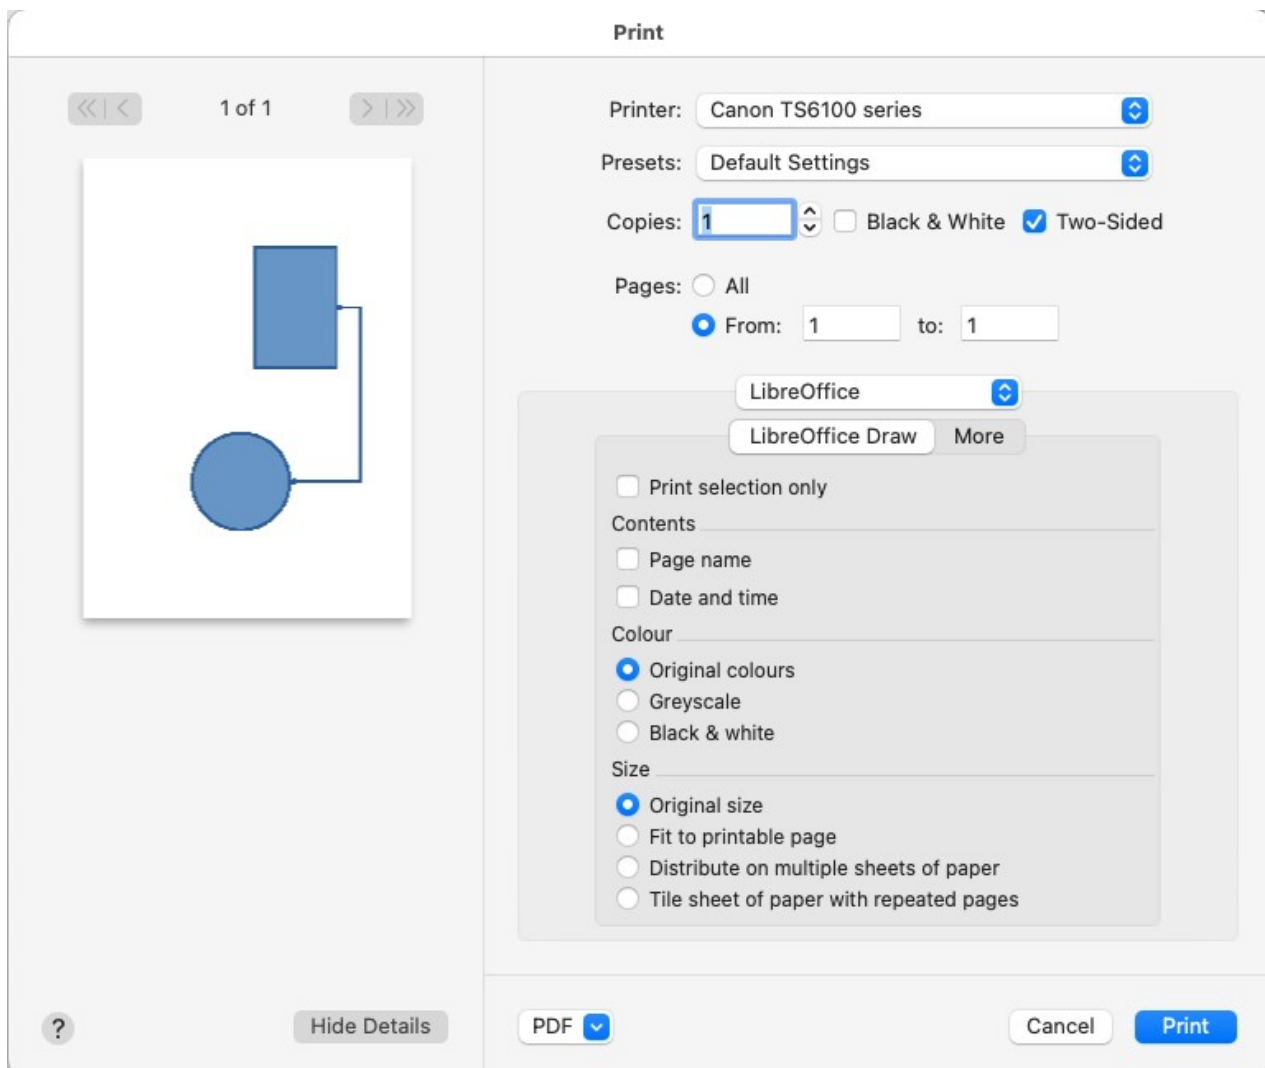 Print
1 of 1
Printer: Canon TS6100 series
Presets: Default Settings
Copies: 1 Black & White Two-Sided
Pages: All
From: 1 to: 1
LibreOffice
LibreOffice Draw More
Print selection only
Contents
Page name
Date and time
Colour
Original colours
Greyscale
Black & white
Size
Original size
Fit to printable page
Distribute on multiple sheets of paper
Tile sheet of paper with repeated pages
? Hide Details PDF Cancel Print